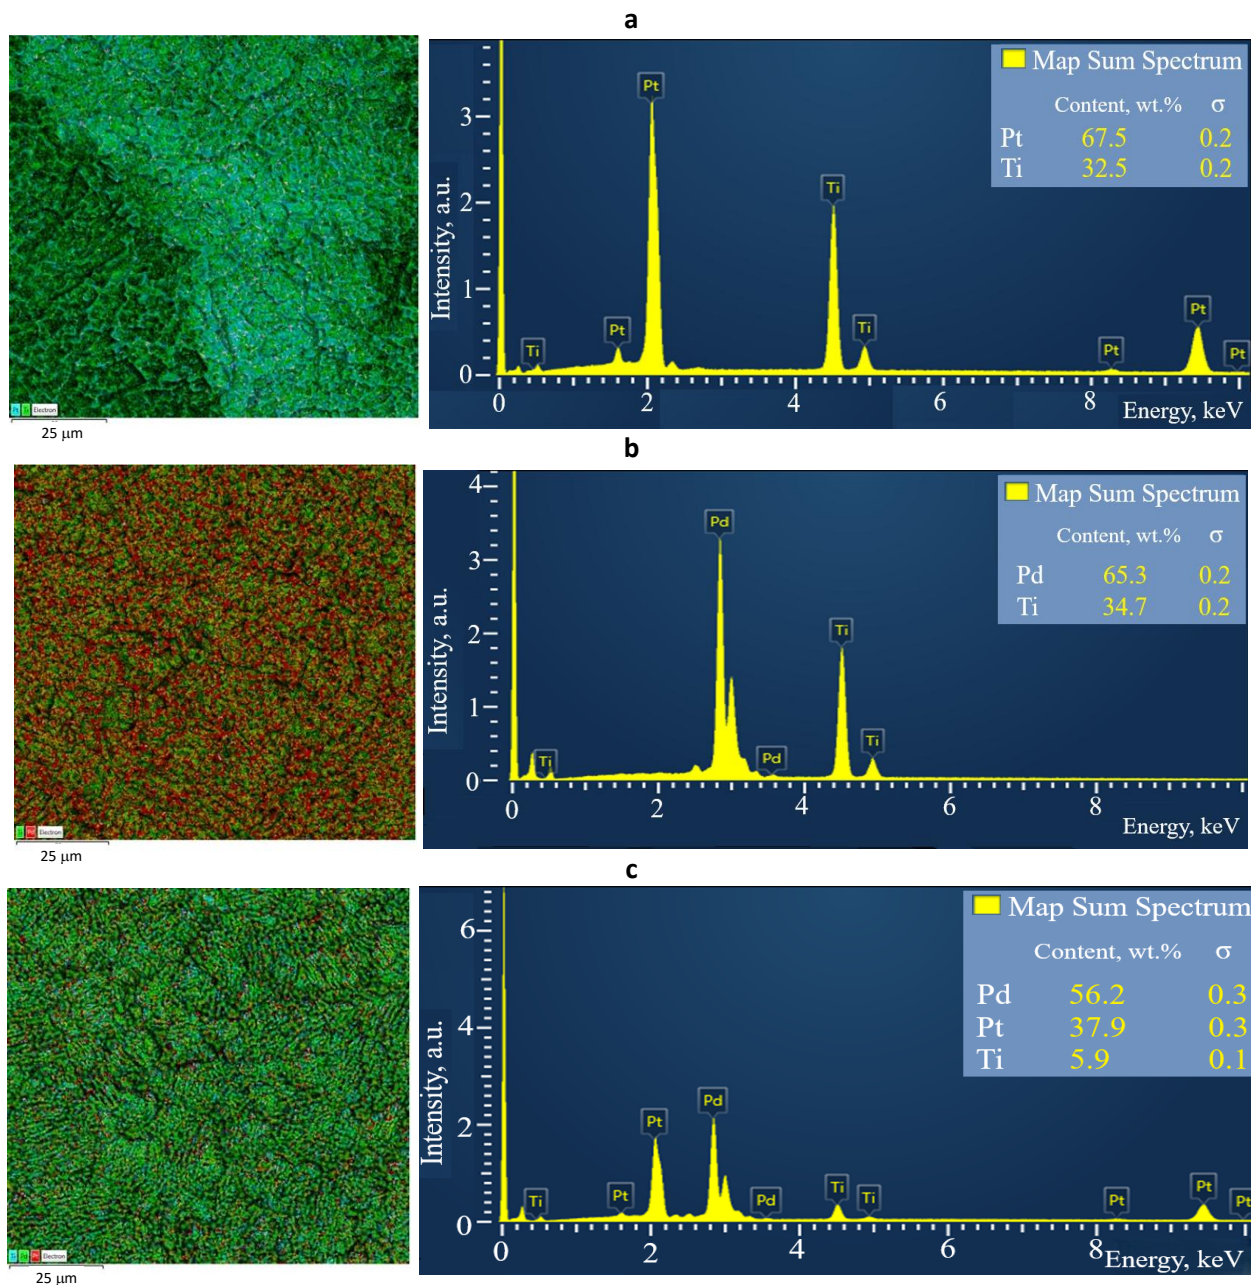 a
3
2
1
0
Intensity, a.u.
Pt
Pt
Ti
Ti
Ti
Pt
Pt
Pt
0 2 4 6 8
Energy, keV
Map Sum Spectrum
Content, wt.% σ
Pt 67.5 0.2
Ti 32.5 0.2
Electron
25 μm
b
4
3
2
1
0
Intensity, a.u.
Pd
Ti
Ti
Pd
Ti
0 2 4 6 8
Energy, keV
Map Sum Spectrum
Content, wt.% σ
Pd 65.3 0.2
Ti 34.7 0.2
Electron
25 μm
c
6
4
2
0
Intensity, a.u.
Pt
Pd
Ti
Pt
Pd
Ti
Ti
Pt
Pt
Pt
0 2 4 6 8
Energy, keV
Map Sum Spectrum
Content, wt.% σ
Pd 56.2 0.3
Pt 37.9 0.3
Ti 5.9 0.1
Electron
25 μm